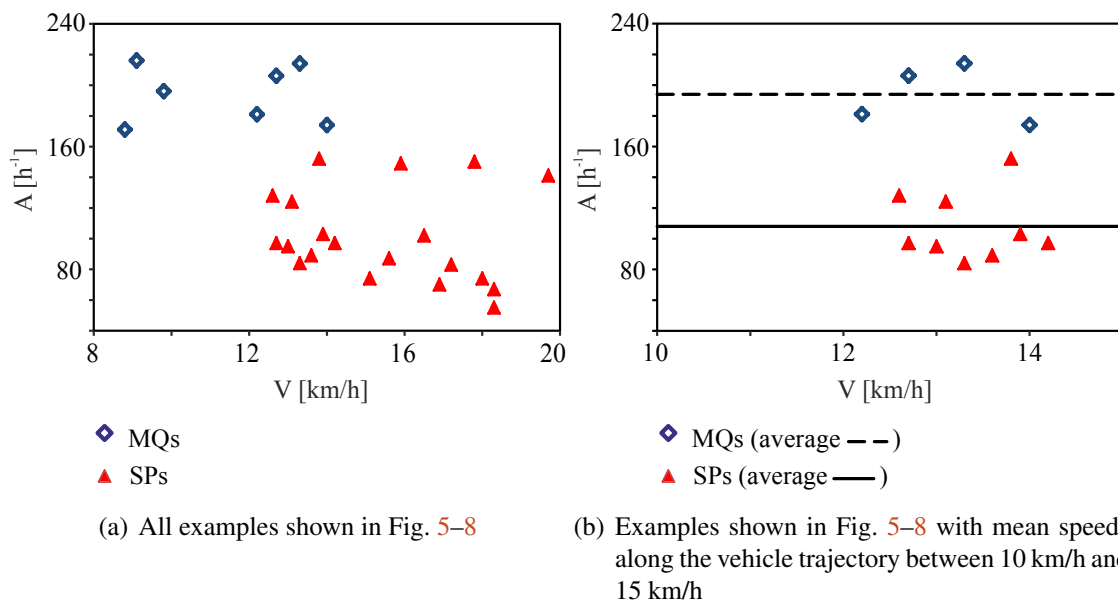 240
160
80
A [h⁻¹]
8 12 16 20
V [km/h]
MQs
SPs
(a) All examples shown in Fig. 5–8
240
160
80
A [h⁻¹]
10 12 14
V [km/h]
MQs (average – – )
SPs (average — )
(b) Examples shown in Fig. 5–8 with mean speed
along the vehicle trajectory between 10 km/h and
15 km/h